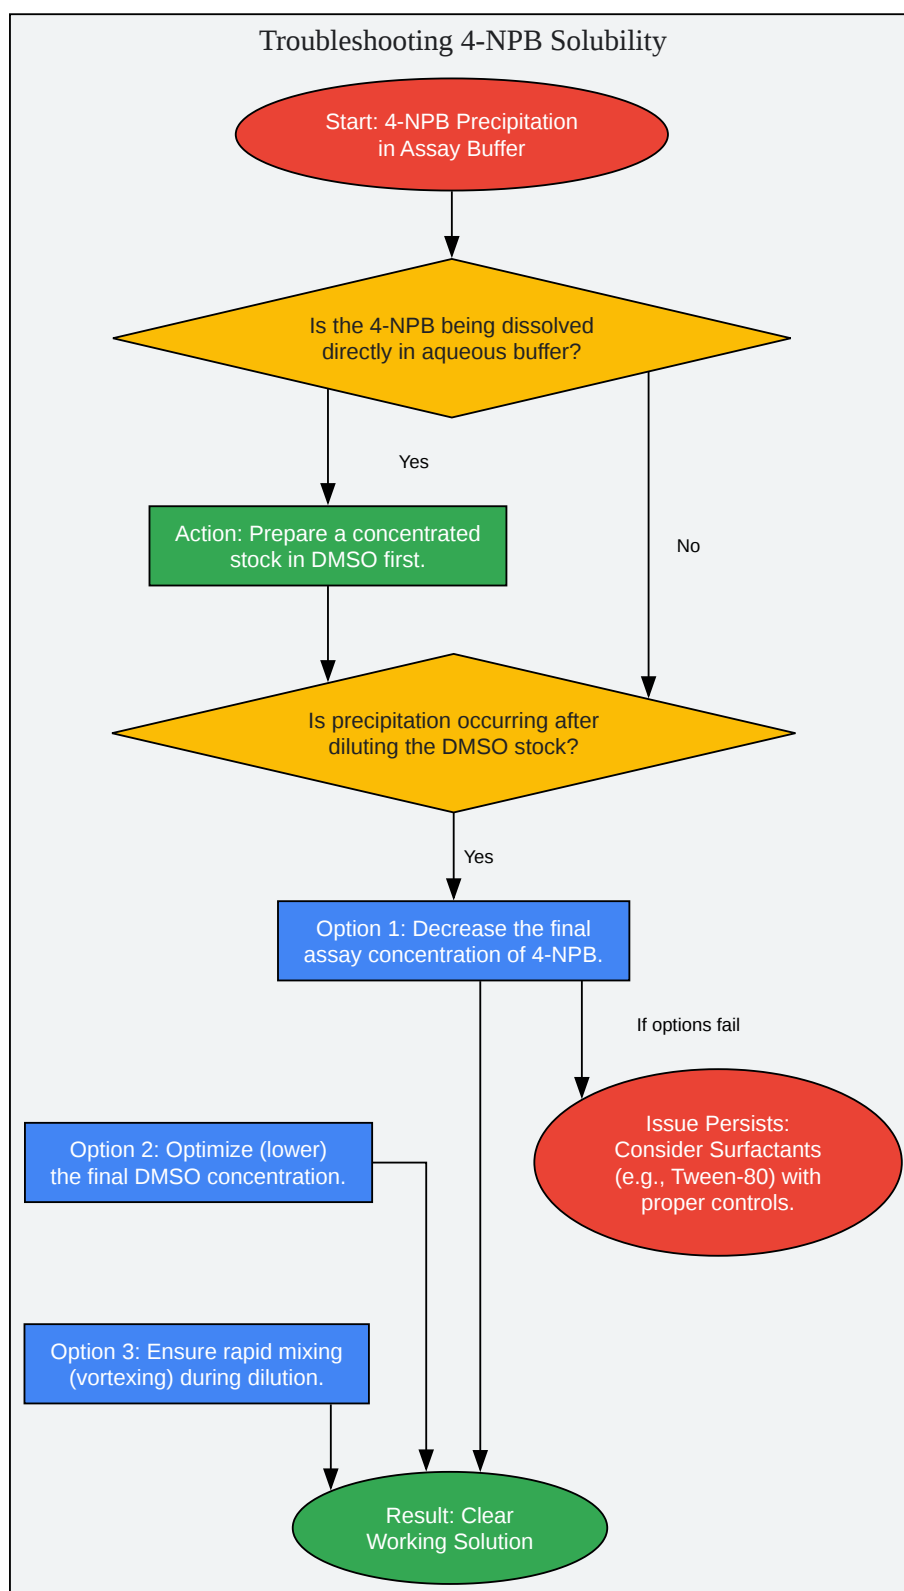 Troubleshooting 4-NPB Solubility
Start: 4-NPB Precipitation
in Assay Buffer
Is the 4-NPB being dissolved
directly in aqueous buffer?
Yes
Action: Prepare a concentrated
stock in DMSO first.
No
Is precipitation occurring after
diluting the DMSO stock?
Yes
Option 1: Decrease the final
assay concentration of 4-NPB.
If options fail
Issue Persists:
Consider Surfactants
(e.g., Tween-80) with
proper controls.
Option 2: Optimize (lower)
the final DMSO concentration.
Option 3: Ensure rapid mixing
(vortexing) during dilution.
Result: Clear
Working Solution